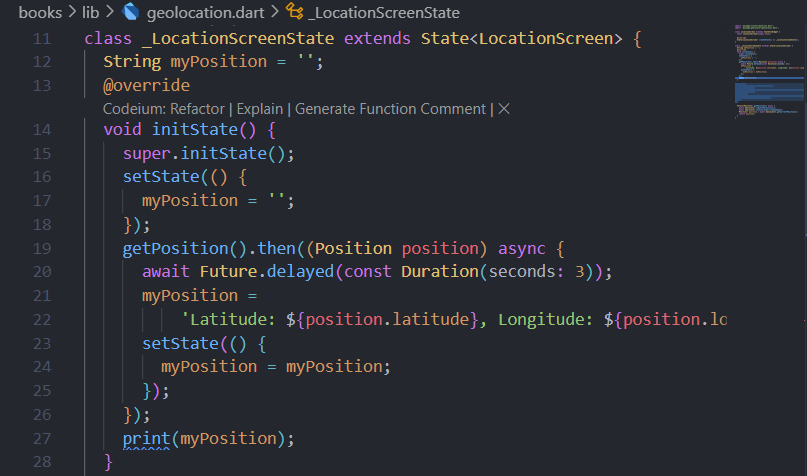 books > lib > geolocation.dart > _LocationScreenState
11 class _LocationScreenState extends State<LocationScreen> {
12 String myPosition = '';
13 @override
Codeium: Refactor | Explain | Generate Function Comment | ×
14 void initState() {
15 super.initState();
16 setState(() {
17 myPosition = '';
18 });
19 getPosition().then((Position position) async {
20 await Future.delayed(const Duration(seconds: 3));
21 myPosition =
22 'Latitude: ${position.latitude}, Longitude: ${position.lo
23 setState(() {
24 myPosition = myPosition;
25 });
26 });
27 print(myPosition);
28 }